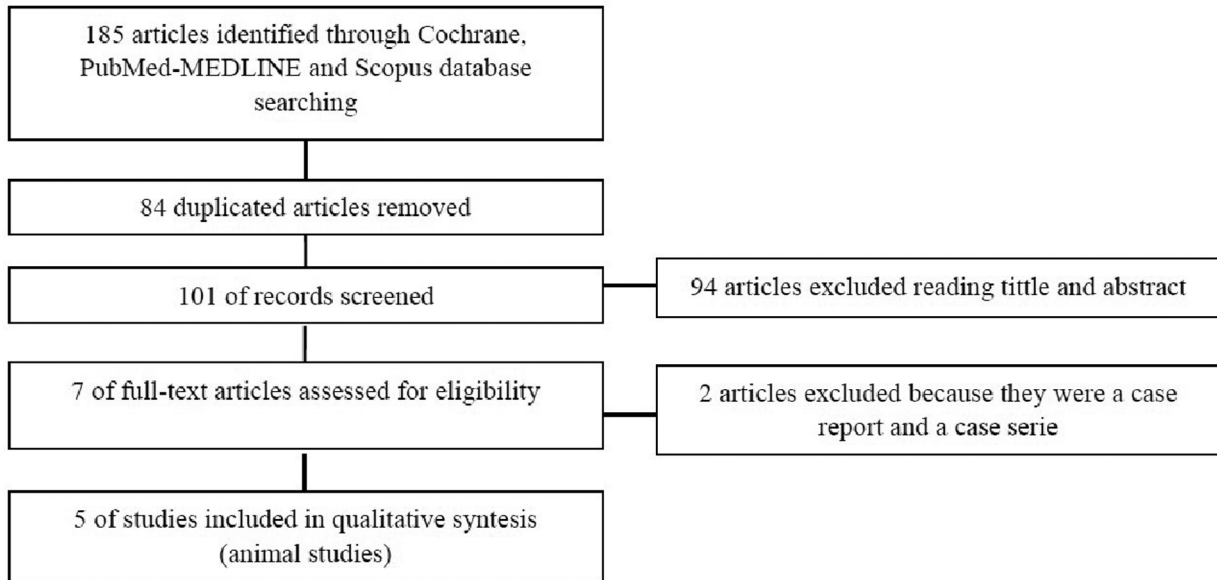 185 articles identified through Cochrane,
PubMed-MEDLINE and Scopus database
searching
84 duplicated articles removed
101 of records screened
94 articles excluded reading tittle and abstract
7 of full-text articles assessed for eligibility
2 articles excluded because they were a case
report and a case serie
5 of studies included in qualitative syntesis
(animal studies)